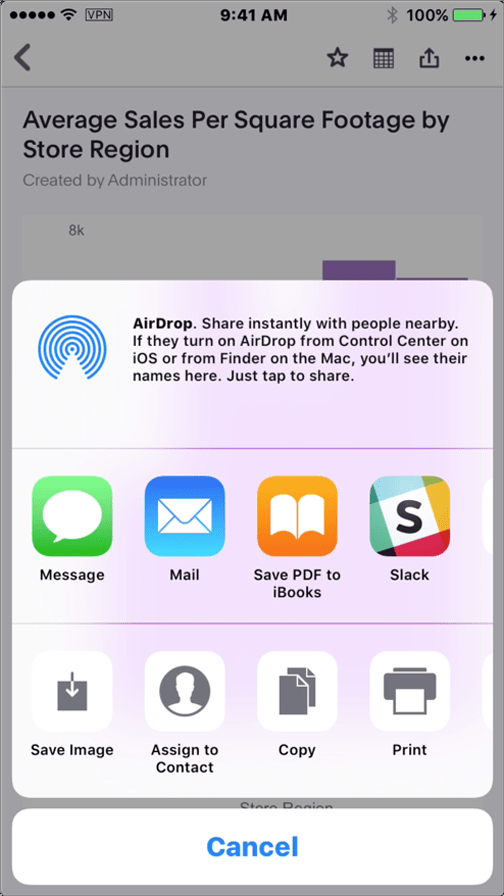 VPN
9:41 AM
100%
Average Sales Per Square Footage by
Store Region
Created by Administrator
8k
AirDrop. Share instantly with people nearby.
If they turn on AirDrop from Control Center on
iOS or from Finder on the Mac, you'll see their
names here. Just tap to share.
Message
Mail
Save PDF to
iBooks
S
Slack
Save Image
Assign to
Contact
Copy
Print
Store Region
Cancel